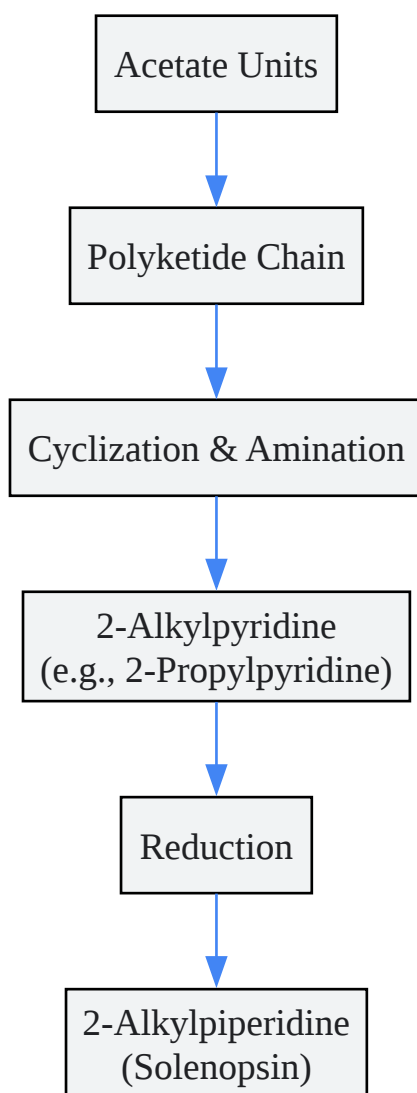 Acetate Units
Polyketide Chain
Cyclization & Amination
2-Alkylpyridine
(e.g., 2-Propylpyridine)
Reduction
2-Alkylpiperidine
(Solenopsin)